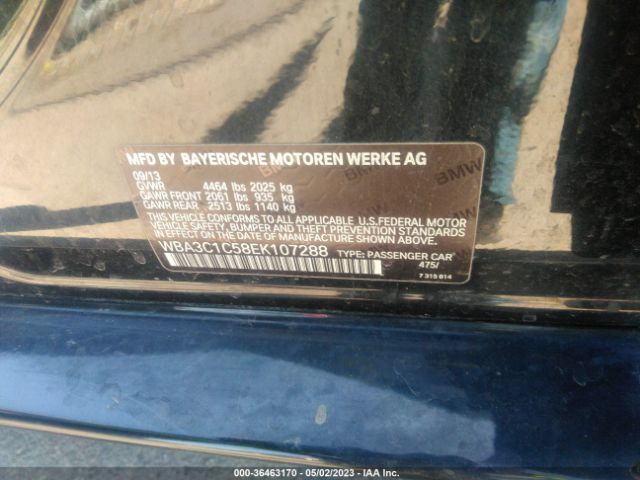 MFD BY BAYERISCHE MOTOREN WERKE AG
09/13
GVWR 4464 lbs 2025 kg
GAWR FRONT 2061 lbs 935 kg
GAWR REAR 2513 lbs 1140 kg
THIS VEHICLE CONFORMS TO ALL APPLICABLE U.S.FEDERAL MOTOR
VEHICLE SAFETY, BUMPER, AND THEFT PREVENTION STANDARDS
IN EFFECT ON THE DATE OF MANUFACTURE SHOWN ABOVE.
WBA3C1C58EK107288 TYPE: PASSENGER CAR
475/
7 315 814
BMW
000-36463170 - 05/02/2023 - IAA Inc.